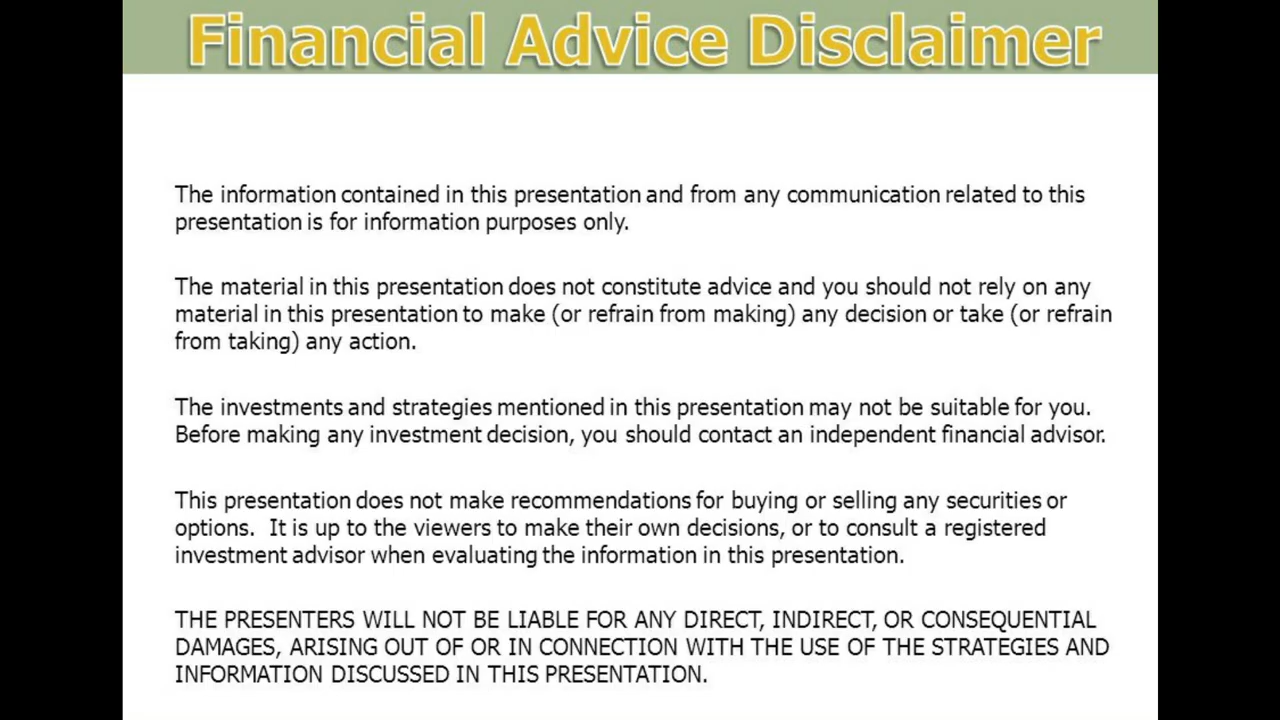 Financial Advice Disclaimer
The information contained in this presentation and from any communication related to this
presentation is for information purposes only.
The material in this presentation does not constitute advice and you should not rely on any
material in this presentation to make (or refrain from making) any decision or take (or refrain
from taking) any action.
The investments and strategies mentioned in this presentation may not be suitable for you.
Before making any investment decision, you should contact an independent financial advisor.
This presentation does not make recommendations for buying or selling any securities or
options.  It is up to the viewers to make their own decisions, or to consult a registered
investment advisor when evaluating the information in this presentation.
THE PRESENTERS WILL NOT BE LIABLE FOR ANY DIRECT, INDIRECT, OR CONSEQUENTIAL
DAMAGES, ARISING OUT OF OR IN CONNECTION WITH THE USE OF THE STRATEGIES AND
INFORMATION DISCUSSED IN THIS PRESENTATION.